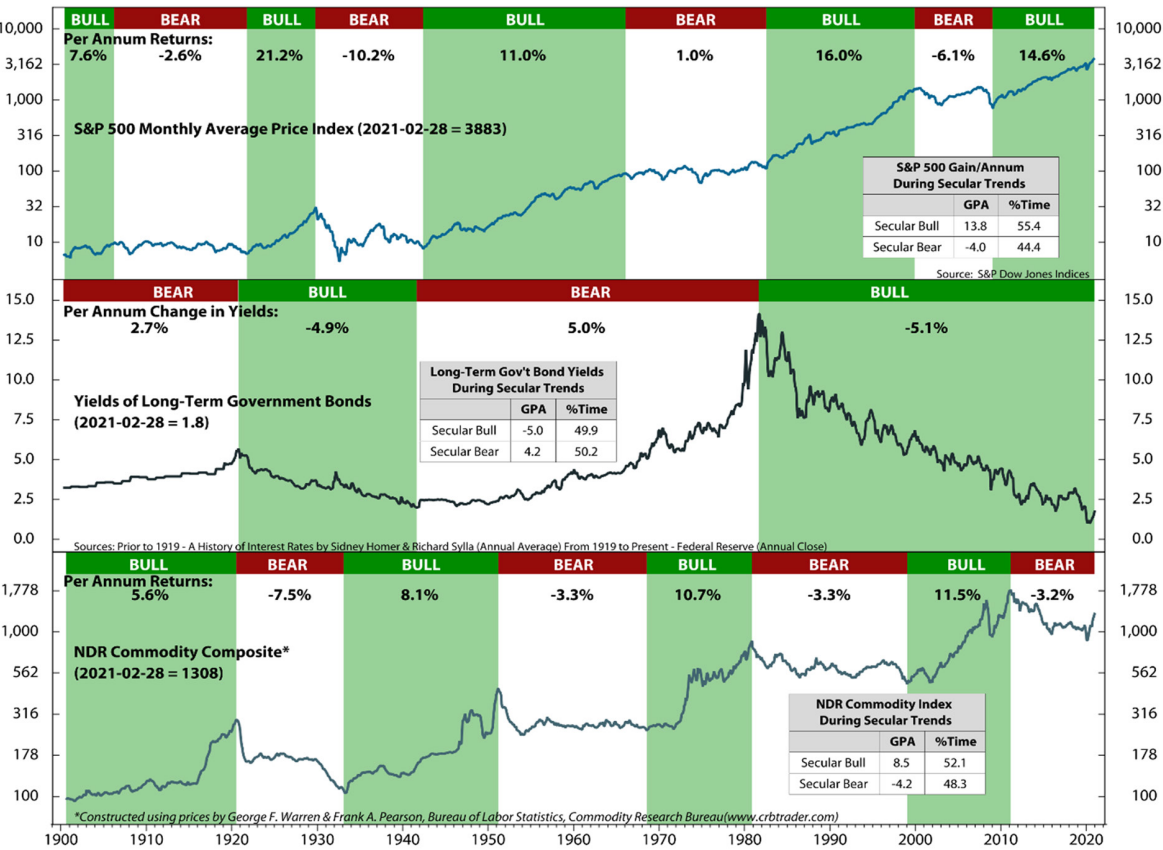 BULL BEAR BULL BEAR BULL BEAR BULL BEAR BULL
Per Annum Returns:
7.6% -2.6% 21.2% -10.2% 11.0% 1.0% 16.0% -6.1% 14.6%
10,000 10,000
3,162 3,162
1,000 1,000
316 316
100 100
32 32
10 10
S&P 500 Monthly Average Price Index (2021-02-28 = 3883)
S&P 500 Gain/Annum
During Secular Trends
GPA %Time
Secular Bull 13.8 55.4
Secular Bear -4.0 44.4
Source: S&P Dow Jones Indices
BEAR BULL BEAR BULL
Per Annum Change in Yields:
2.7% -4.9% 5.0% -5.1%
15.0 15.0
12.5 12.5
10.0 10.0
7.5 7.5
5.0 5.0
2.5 2.5
0.0 0.0
Yields of Long-Term Government Bonds
(2021-02-28 = 1.8)
Long-Term Gov't Bond Yields
During Secular Trends
GPA %Time
Secular Bull -5.0 49.9
Secular Bear 4.2 50.2
Sources: Prior to 1919 - A History of Interest Rates by Sidney Homer & Richard Sylla (Annual Average) From 1919 to Present - Federal Reserve (Annual Close)
BULL BEAR BULL BEAR BULL BEAR BULL BEAR
Per Annum Returns:
5.6% -7.5% 8.1% -3.3% 10.7% -3.3% 11.5% -3.2%
1,778 1,778
1,000 1,000
562 562
316 316
178 178
100 100
NDR Commodity Composite*
(2021-02-28 = 1308)
NDR Commodity Index
During Secular Trends
GPA %Time
Secular Bull 8.5 52.1
Secular Bear -4.2 48.3
*Constructed using prices by George F. Warren & Frank A. Pearson, Bureau of Labor Statistics, Commodity Research Bureau(www.crbtrader.com)
1900 1910 1920 1930 1940 1950 1960 1970 1980 1990 2000 2010 2020